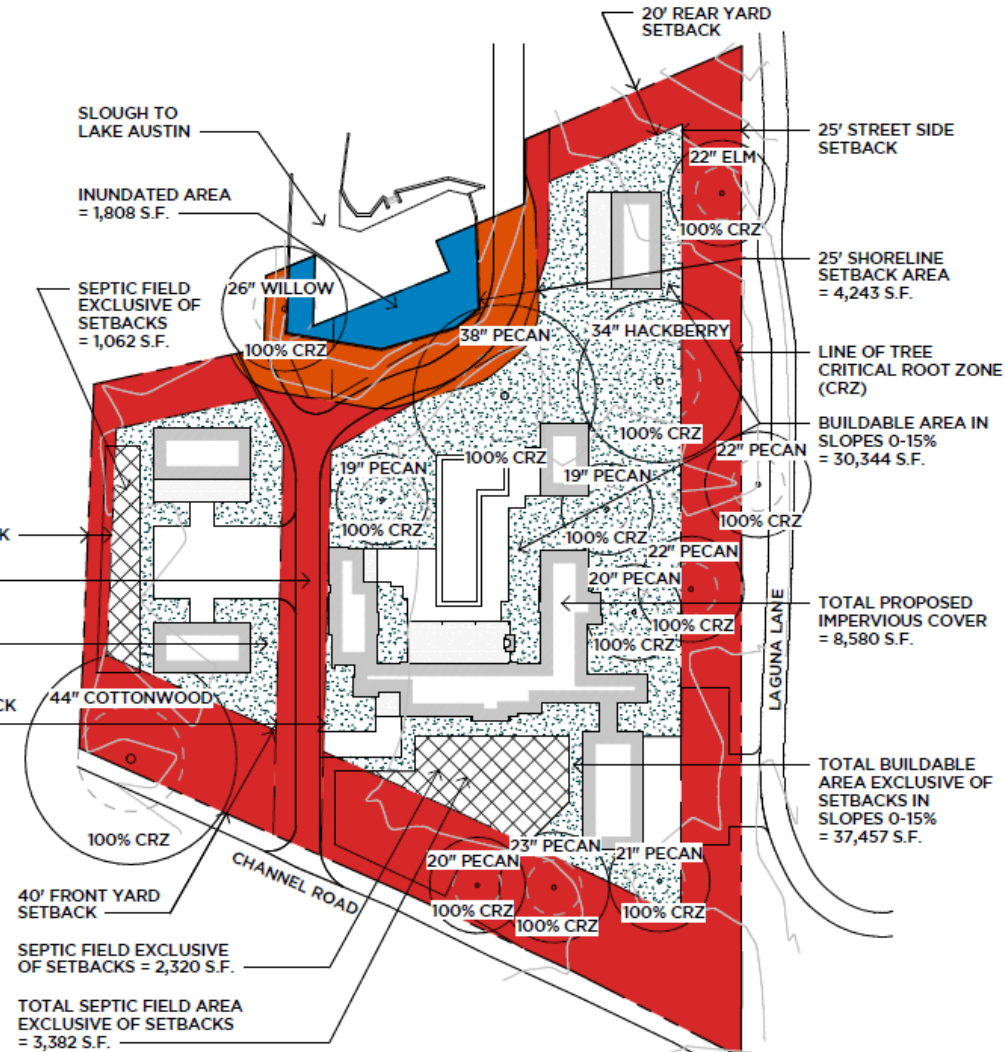 20' REAR YARD
SETBACK
SLOUGH TO
LAKE AUSTIN
25' STREET SIDE
SETBACK
22" ELM
100% CRZ
INUNDATED AREA
= 1,808 S.F.
25' SHORELINE
SETBACK AREA
= 4,243 S.F.
SEPTIC FIELD
EXCLUSIVE OF
SETBACKS
= 1,062 S.F.
26" WILLOW
100% CRZ
38" PECAN
100% CRZ
34" HACKBERRY
100% CRZ
LINE OF TREE
CRITICAL ROOT ZONE
(CRZ)
BUILDABLE AREA IN
SLOPES 0-15%
= 30,344 S.F.
22" PECAN
100% CRZ
19" PECAN
100% CRZ
19" PECAN
100% CRZ
K
22" PECAN
100% CRZ
20" PECAN
100% CRZ
TOTAL PROPOSED
IMPERVIOUS COVER
= 8,580 S.F.
LAGUNA LANE
CK
44" COTTONWOOD
100% CRZ
TOTAL BUILDABLE
AREA EXCLUSIVE OF
SETBACKS IN
SLOPES 0-15%
= 37,457 S.F.
CHANNEL ROAD
20" PECAN
100% CRZ
23" PECAN
100% CRZ
21" PECAN
100% CRZ
40' FRONT YARD
SETBACK
SEPTIC FIELD EXCLUSIVE
OF SETBACKS = 2,320 S.F.
TOTAL SEPTIC FIELD AREA
EXCLUSIVE OF SETBACKS
= 3,382 S.F.